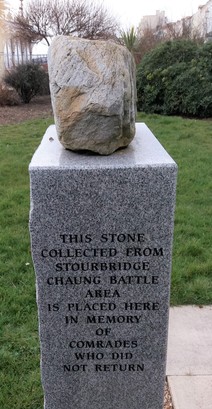 THIS STONE
COLLECTED FROM
STOURBRIDGE
CHAUNG BATTLE
AREA
IS PLACED HERE
IN MEMORY
OF
COMRADES
WHO DID
NOT RETURN